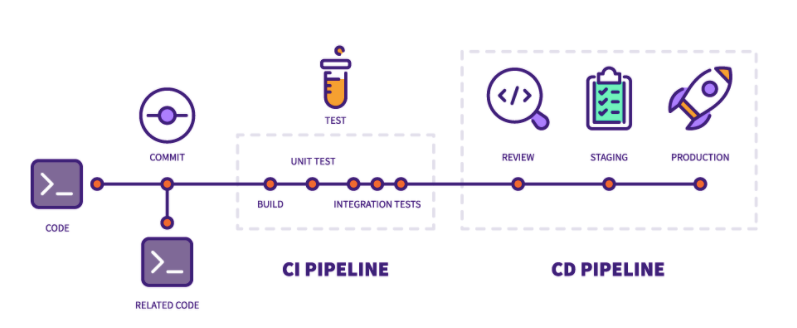 TEST
COMMIT
REVIEW
STAGING
PRODUCTION
UNIT TEST
BUILD
INTEGRATION TESTS
CODE
CI PIPELINE
CD PIPELINE
RELATED CODE